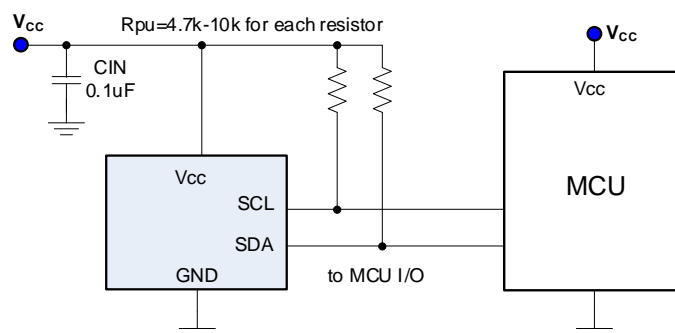 Vcc
Rpu=4.7k-10k for each resistor
Vcc
CIN
0.1uF
Vcc
Vcc
MCU
SCL
SDA
GND
to MCU I/O